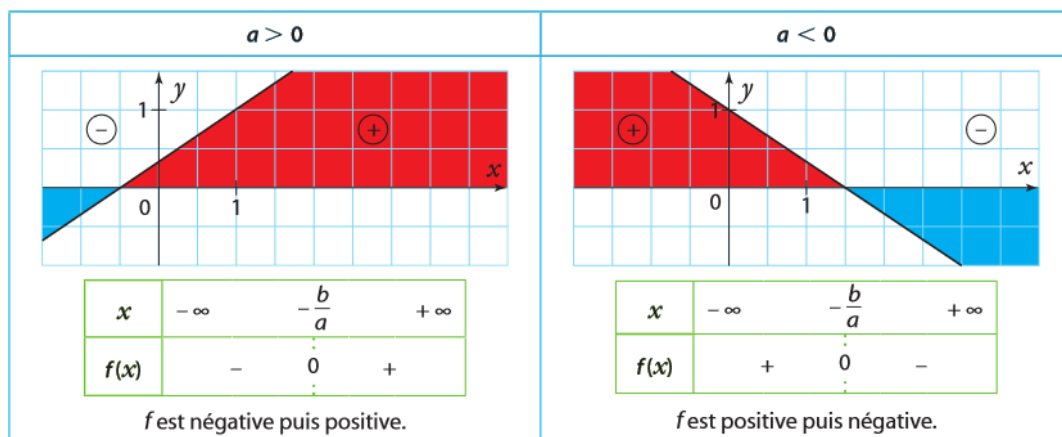 a > 0
a < 0
y
1
−
+
x
0
1
y
1
+
−
x
0
1
x −∞ −b/a +∞
f(x) − 0 +
f est négative puis positive.
x −∞ −b/a +∞
f(x) + 0 −
f est positive puis négative.